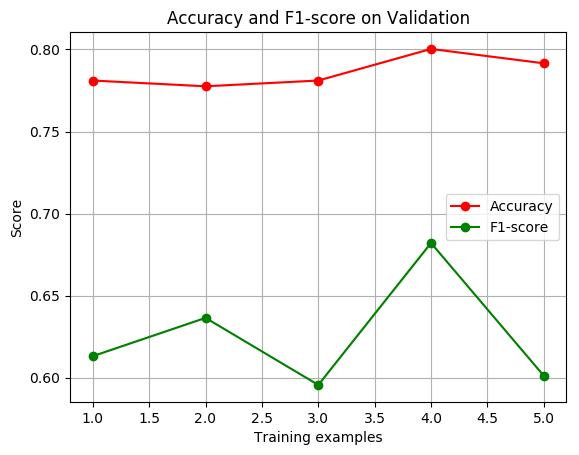 Accuracy and F1-score on Validation
0.80
0.75
0.70
0.65
0.60
Score
Accuracy
F1-score
1.0 1.5 2.0 2.5 3.0 3.5 4.0 4.5 5.0
Training examples